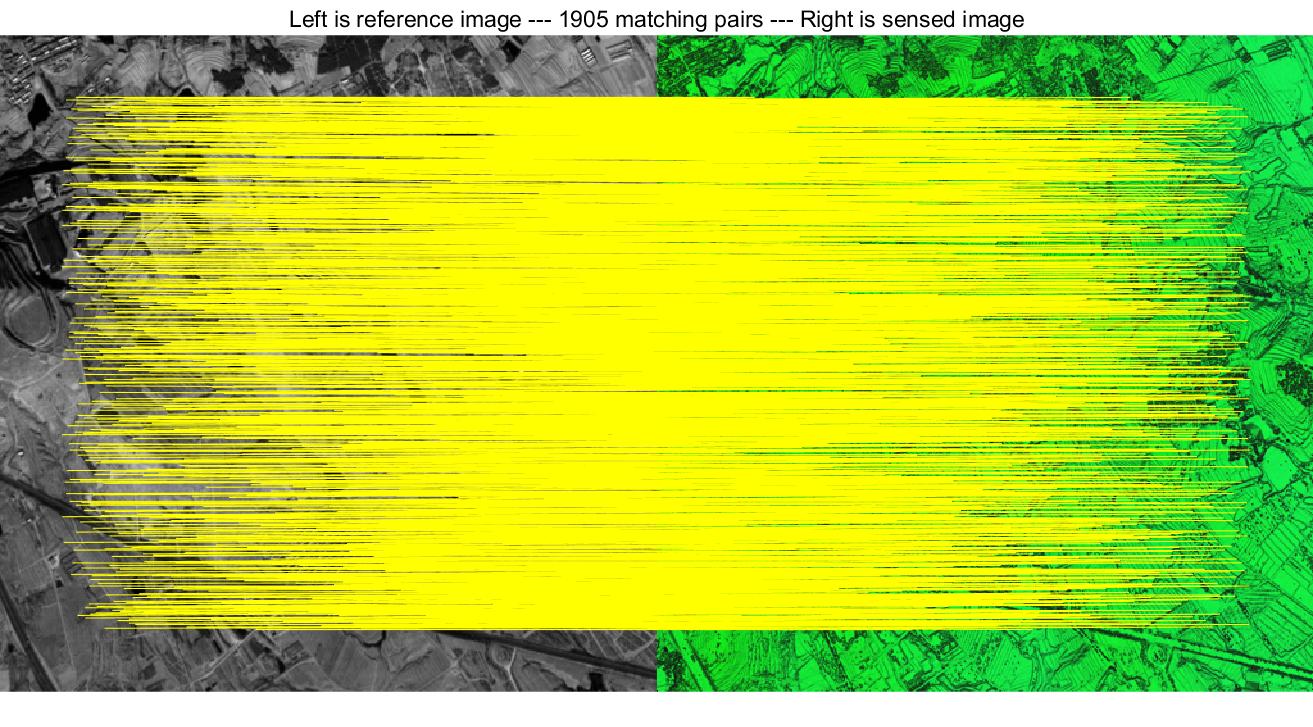 Left is reference image --- 1905 matching pairs --- Right is sensed image